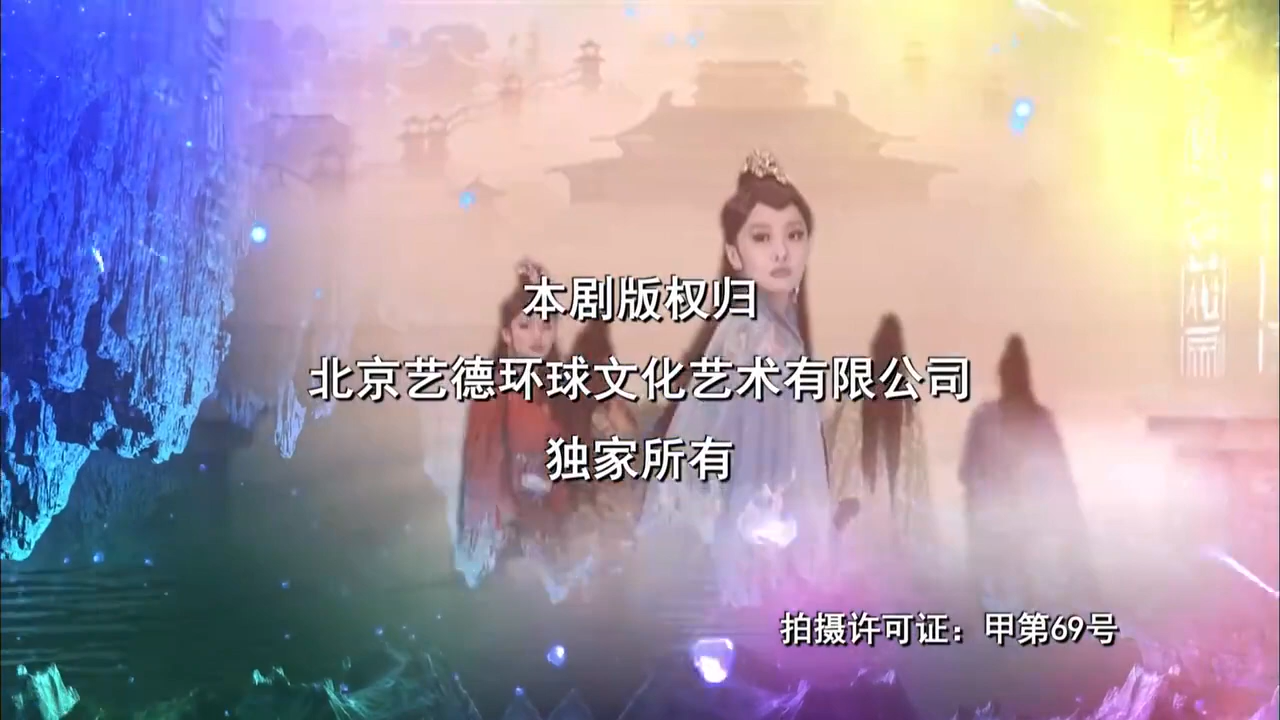 本剧版权归
北京艺德环球文化艺术有限公司
独家所有
拍摄许可证：甲第69号